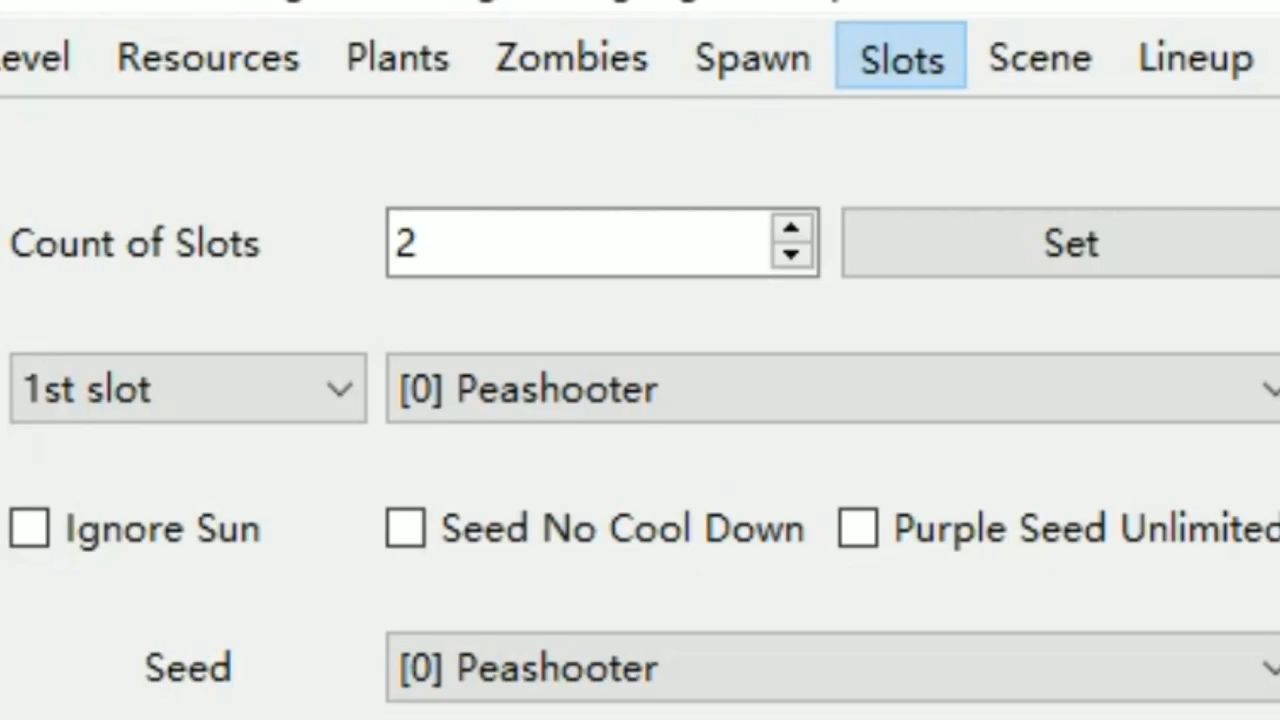 evel Resources Plants Zombies Spawn Slots Scene Lineup
Count of Slots 2 Set
1st slot [0] Peashooter
Ignore Sun Seed No Cool Down Purple Seed Unlimited
Seed [0] Peashooter